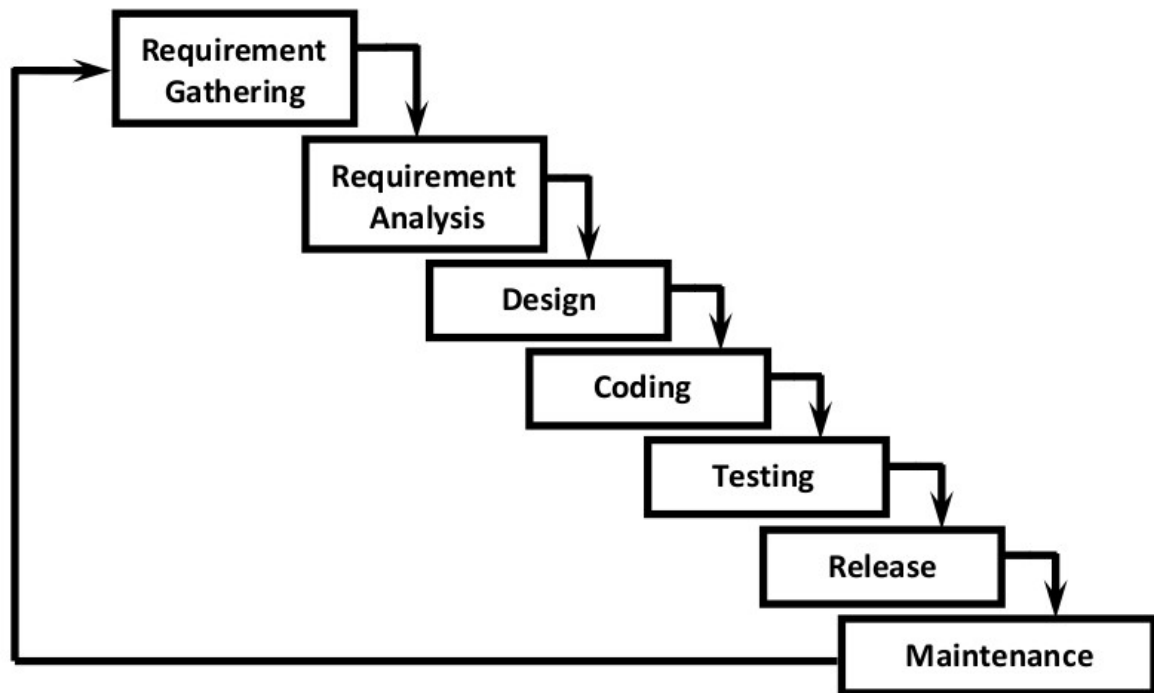 Requirement
Gathering
Requirement
Analysis
Design
Coding
Testing
Release
Maintenance